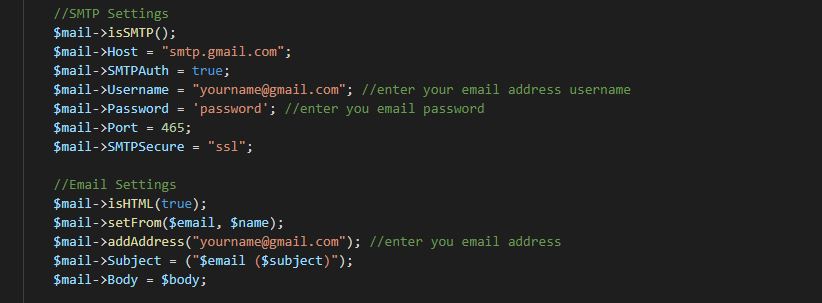 //SMTP Settings
$mail->isSMTP();
$mail->Host = "smtp.gmail.com";
$mail->SMTPAuth = true;
$mail->Username = "yourname@gmail.com"; //enter your email address username
$mail->Password = 'password'; //enter you email password
$mail->Port = 465;
$mail->SMTPSecure = "ssl";
//Email Settings
$mail->isHTML(true);
$mail->setFrom($email, $name);
$mail->addAddress("yourname@gmail.com"); //enter you email address
$mail->Subject = ("$email ($subject)");
$mail->Body = $body;